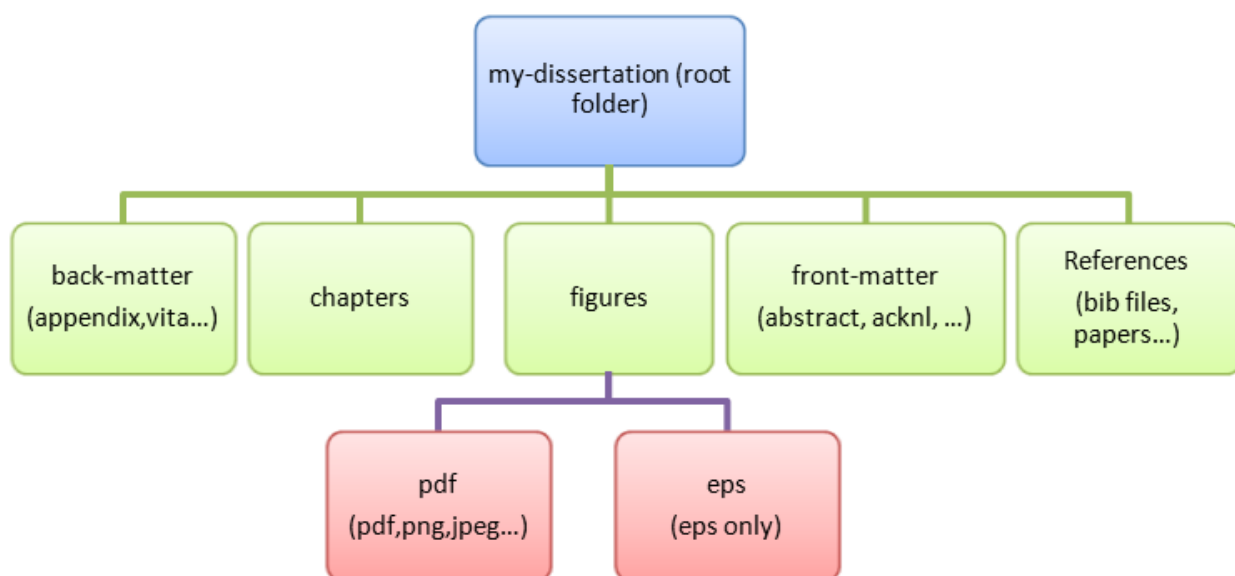 my-dissertation (root
folder)
back-matter
(appendix,vita...)
chapters
figures
front-matter
(abstract, acknl, ...)
References
(bib files,
papers...)
pdf
(pdf,png,jpeg...)
eps
(eps only)